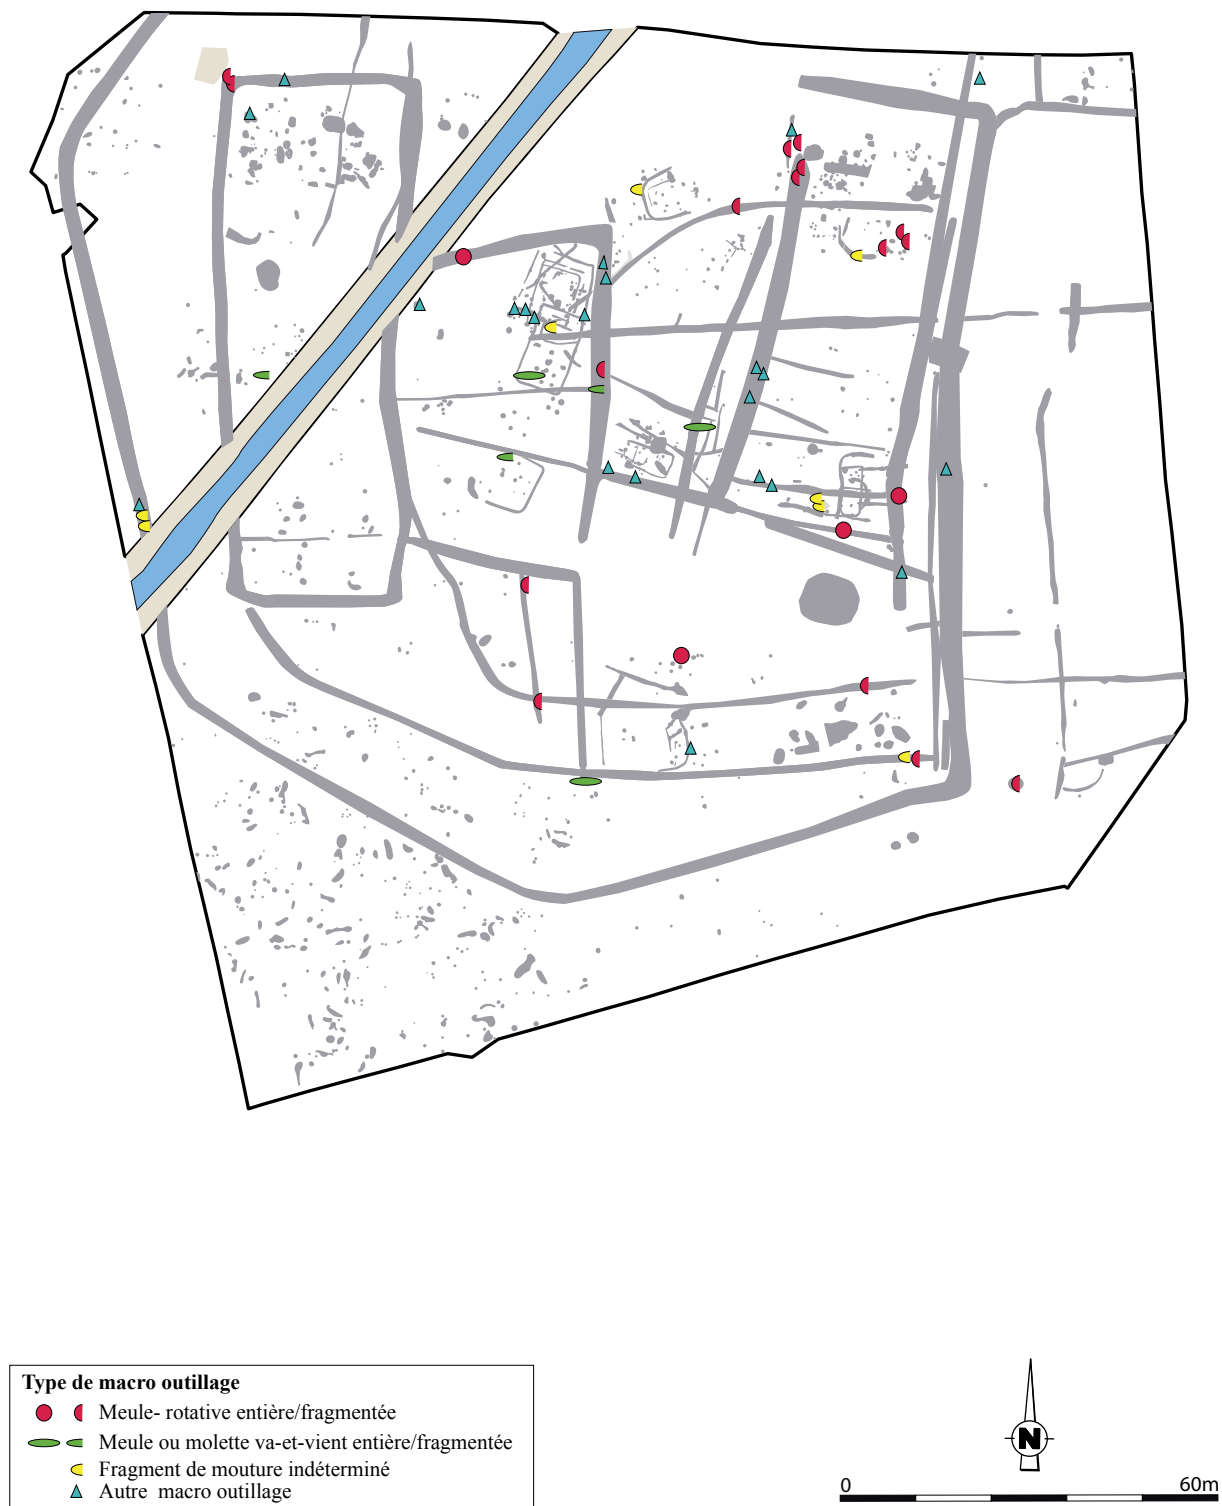 Type de macro outillage
Meule- rotative entière/fragmentée
Meule ou molette va-et-vient entière/fragmentée
Fragment de mouture indéterminé
Autre macro outillage
N
0 60m